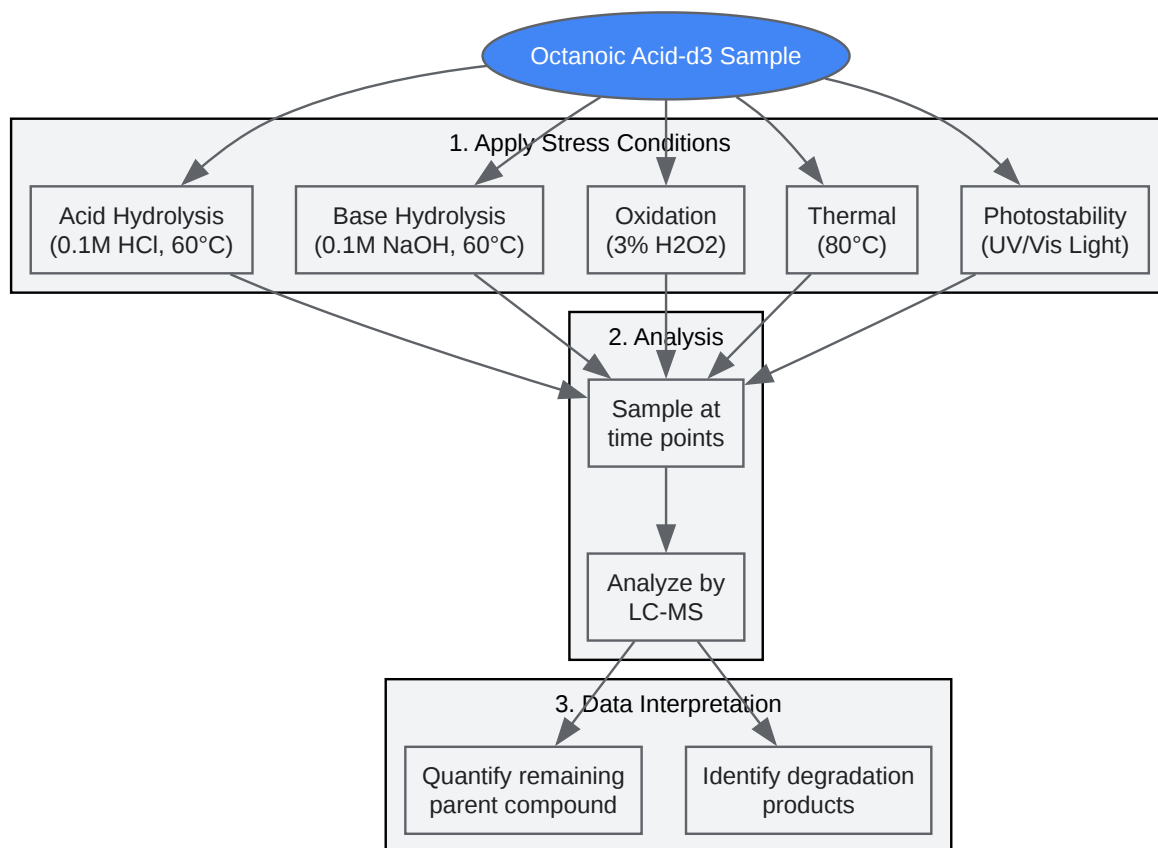 Octanoic Acid-d3 Sample
1. Apply Stress Conditions
Acid Hydrolysis
(0.1M HCl, 60°C)
Base Hydrolysis
(0.1M NaOH, 60°C)
Oxidation
(3% H2O2)
Thermal
(80°C)
Photostability
(UV/Vis Light)
2. Analysis
Sample at
time points
Analyze by
LC-MS
3. Data Interpretation
Quantify remaining
parent compound
Identify degradation
products